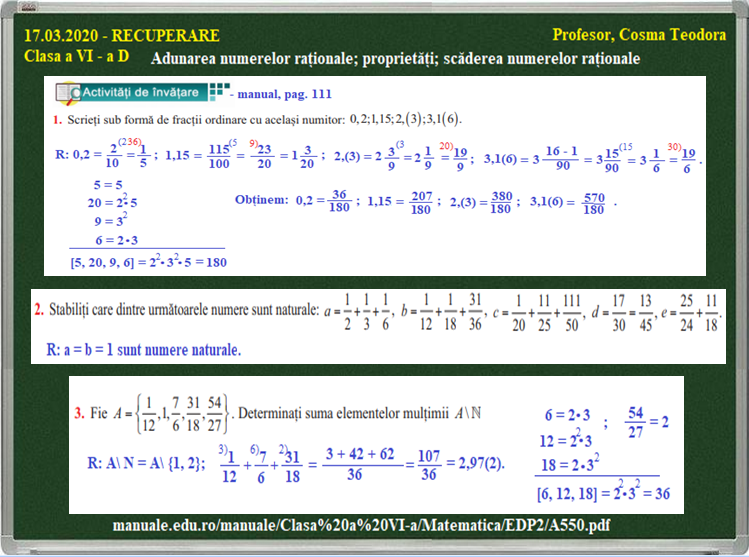 17.03.2020 - RECUPERARE
Profesor, Cosma Teodora
Clasa a VI - a D
Adunarea numerelor raționale; proprietăți; scăderea numerelor raționale
Activități de învățare - manual, pag. 111
1. Scrieți sub formă de fracții ordinare cu același numitor: 0,2; 1,15; 2,(3); 3,1(6).
R: 0,2 = 2/10 ⁽² = ³⁶⁾ 1/5 ; 1,15 = 115/100 ⁽⁵ = ⁹⁾ 23/20 = 1 3/20 ; 2,(3) = 2 3/9 ⁽³ = 2 1/9 = ²⁰⁾ 19/9 ; 3,1(6) = 3 16 - 1/90 = 3 15/90 ⁽¹⁵ = 3 1/6 = ³⁰⁾ 19/6 .
5 = 5
20 = 2²•5
9 = 3²
6 = 2•3
[5, 20, 9, 6] = 2²•3²•5 = 180
Obținem: 0,2 = 36/180 ; 1,15 = 207/180 ; 2,(3) = 380/180 ; 3,1(6) = 570/180 .
2. Stabiliți care dintre următoarele numere sunt naturale: a = 1/2 + 1/3 + 1/6, b = 1/12 + 1/18 + 31/36, c = 1/20 + 11/25 + 111/50, d = 17/30 = 13/45, e = 25/24 + 11/18.
R: a = b = 1 sunt numere naturale.
3. Fie A = {1/12, 1, 7/6, 31/18, 54/27}. Determinați suma elementelor mulțimii A \ ℕ
R: A\ N = A\ {1, 2}; ³⁾ 1/12 + ⁶⁾ 7/6 + ²⁾ 31/18 = 3 + 42 + 62/36 = 107/36 = 2,97(2).
6 = 2•3 ; 54/27 = 2
12 = 2²•3
18 = 2•3²
[6, 12, 18] = 2²•3² = 36
manuale.edu.ro/manuale/Clasa%20a%20VI-a/Matematica/EDP2/A550.pdf